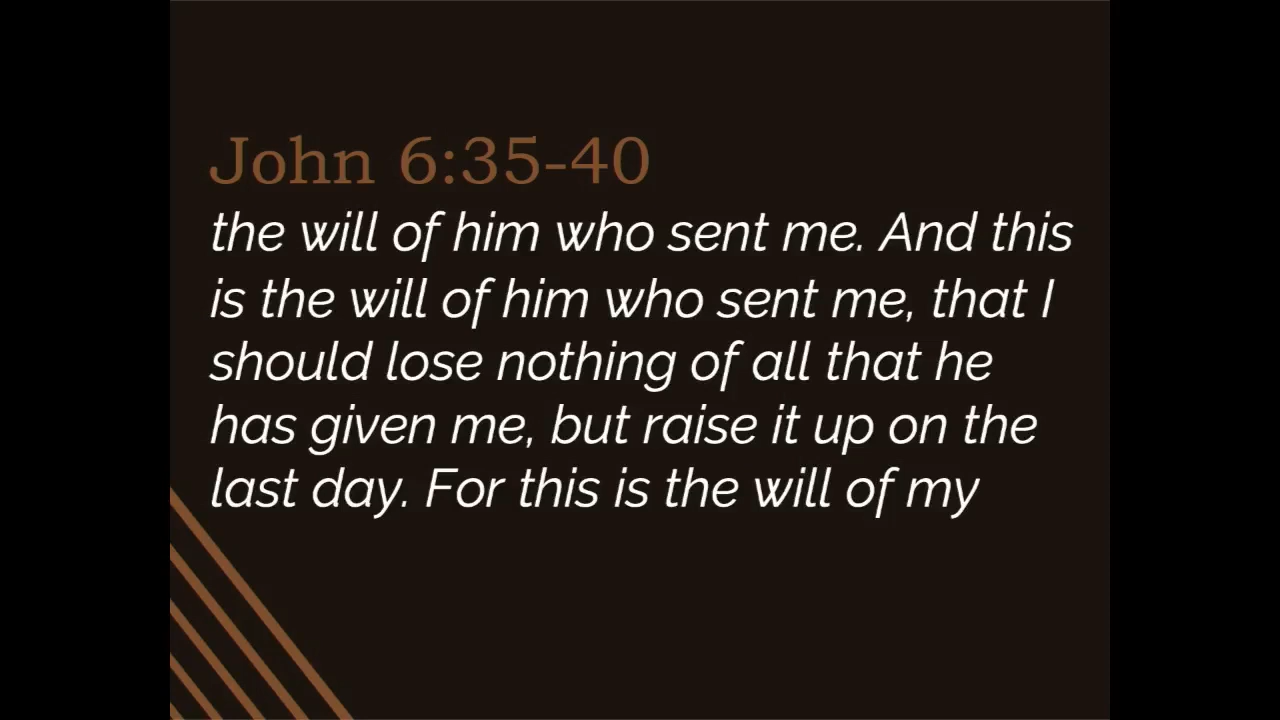 John 6:35-40
the will of him who sent me. And this
is the will of him who sent me, that I
should lose nothing of all that he
has given me, but raise it up on the
last day. For this is the will of my